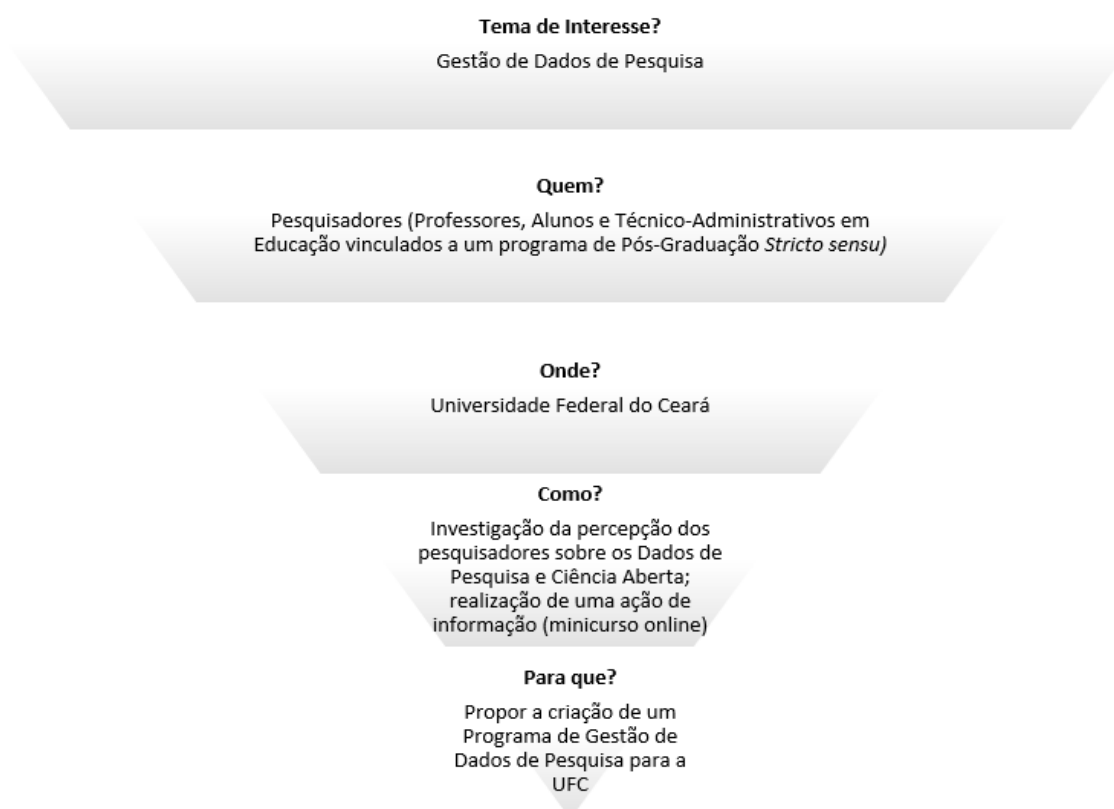 Tema de Interesse?
Gestão de Dados de Pesquisa
Quem?
Pesquisadores (Professores, Alunos e Técnico-Administrativos em
Educação vinculados a um programa de Pós-Graduação Stricto sensu)
Onde?
Universidade Federal do Ceará
Como?
Investigação da percepção dos
pesquisadores sobre os Dados de
Pesquisa e Ciência Aberta;
realização de uma ação de
informação (minicurso online)
Para que?
Propor a criação de um
Programa de Gestão de
Dados de Pesquisa para a
UFC